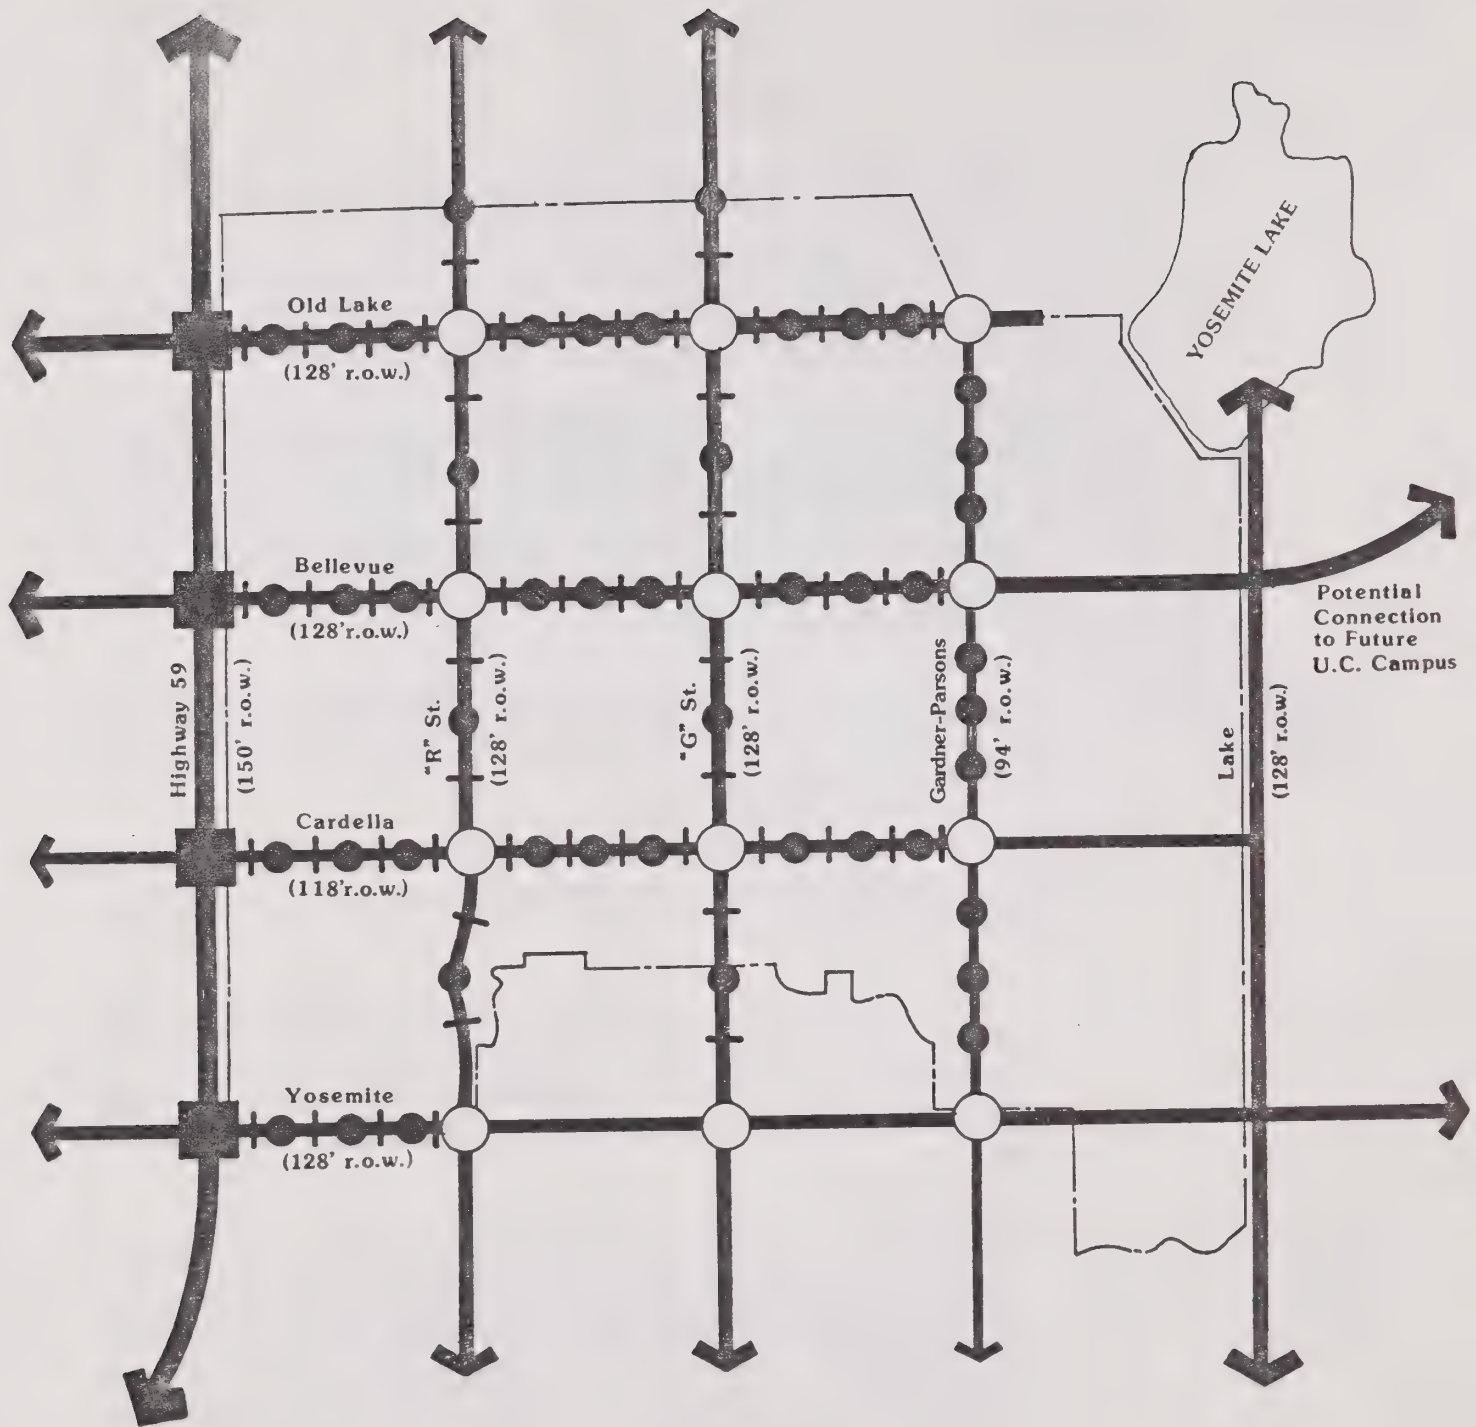 YOSEMITE LAKE
Old Lake
(128' r.o.w.)
Bellevue
(128'r.o.w.)
Potential
Connection
to Future
U.C. Campus
Highway 59
(150' r.o.w.)
"R" St.
(128' r.o.w.)
"G" St.
(128' r.o.w.)
Gardner-Parsons
(94' r.o.w.)
Lake
(128' r.o.w.)
Cardella
(118'r.o.w.)
Yosemite
(128' r.o.w.)